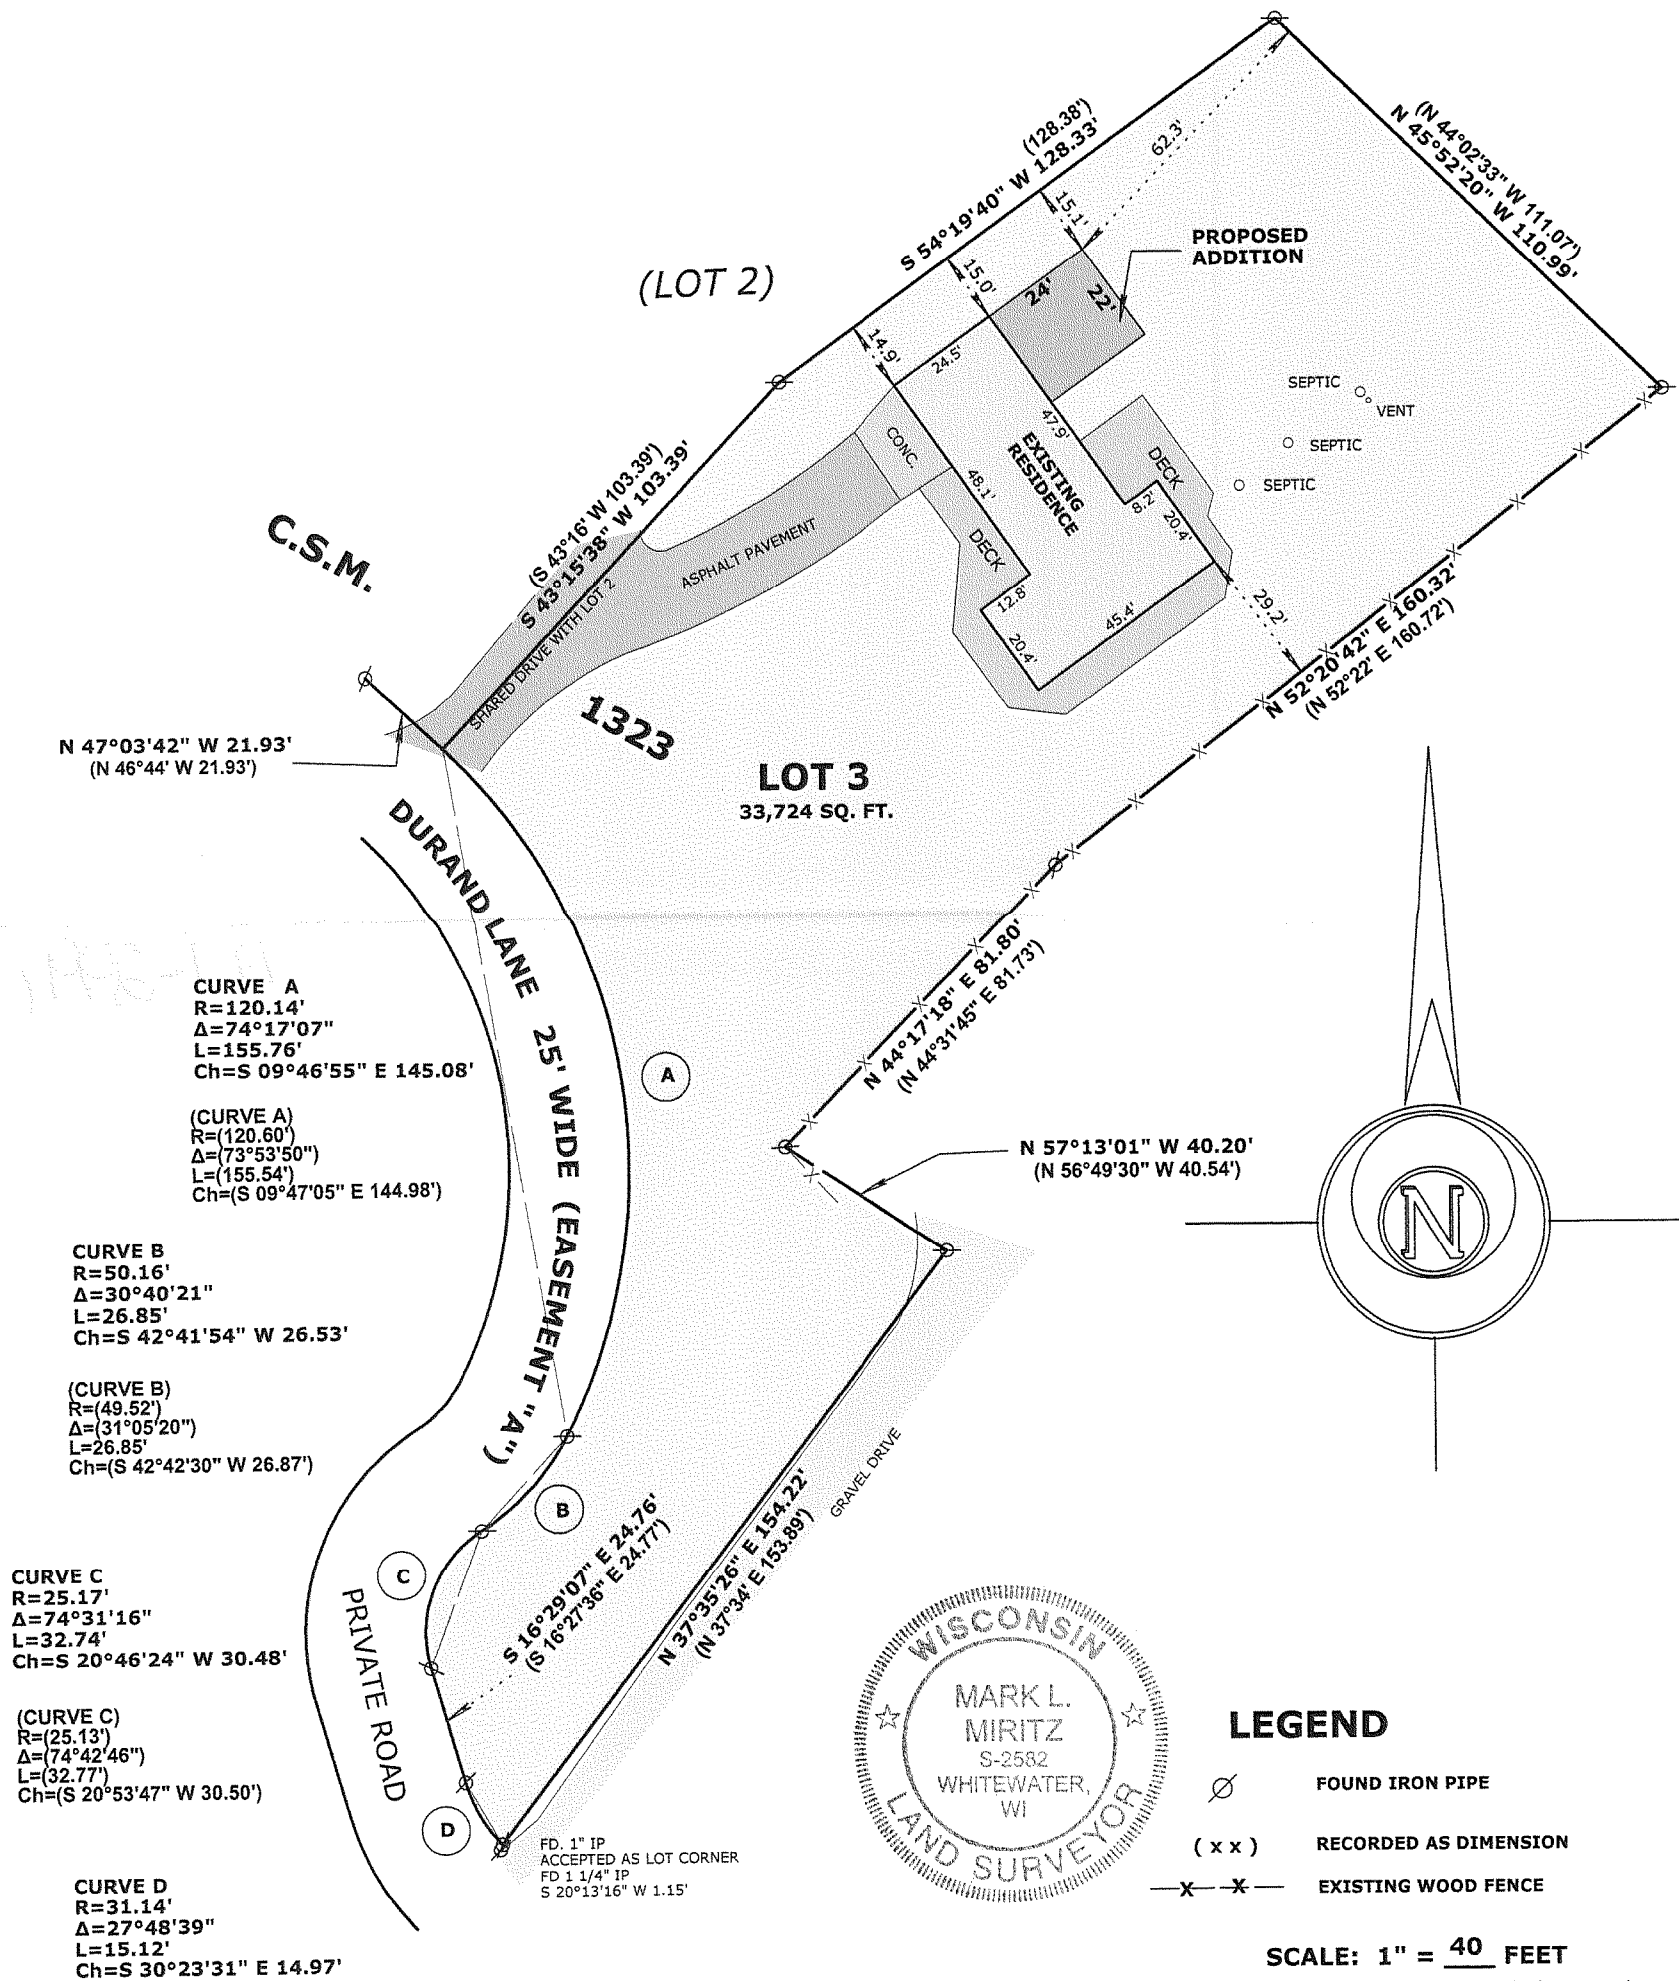 (128.38')
S 54°19'40" W 128.33'
62.3'
(N 44°02'33" W 111.07')
N 45°52'20" W 110.99'
15.1'
PROPOSED
ADDITION
(LOT 2)
15.0'
24'
22'
14.9'
24.5'
SEPTIC
VENT
SEPTIC
SEPTIC
CONC.
47.9'
EXISTING
RESIDENCE
DECK
8.2'
20.4'
48.1'
DECK
12.8'
20.4'
45.4'
29.2'
(S 43°16' W 103.39')
S 43°15'38" W 103.39'
ASPHALT PAVEMENT
SHARED DRIVE WITH LOT 2
C.S.M.
1323
N 52°20'42" E 160.32'
(N 52°22' E 160.72')
N 47°03'42" W 21.93'
(N 46°44' W 21.93')
LOT 3
33,724 SQ. FT.
DURAND LANE 25' WIDE (EASEMENT "A")
N 44°17'18" E 81.80'
(N 44°31'45" E 81.73')
CURVE A
R=120.14'
Δ=74°17'07"
L=155.76'
Ch=S 09°46'55" E 145.08'
(CURVE A)
R=(120.60')
Δ=(73°53'50")
L=(155.54')
Ch=(S 09°47'05" E 144.98')
A
N 57°13'01" W 40.20'
(N 56°49'30" W 40.54')
N
CURVE B
R=50.16'
Δ=30°40'21"
L=26.85'
Ch=S 42°41'54" W 26.53'
(CURVE B)
R=(49.52')
Δ=(31°05'20")
L=26.85'
Ch=(S 42°42'30" W 26.87')
B
GRAVEL DRIVE
S 16°29'07" E 24.76'
(S 16°27'36" E 24.77')
N 37°35'26" E 154.22'
(N 37°34' E 153.89')
C
CURVE C
R=25.17'
Δ=74°31'16"
L=32.74'
Ch=S 20°46'24" W 30.48'
PRIVATE ROAD
(CURVE C)
R=(25.13')
Δ=(74°42'46")
L=(32.77')
Ch=(S 20°53'47" W 30.50')
D
FD. 1" IP
ACCEPTED AS LOT CORNER
FD 1 1/4" IP
S 20°13'16" W 1.15'
CURVE D
R=31.14'
Δ=27°48'39"
L=15.12'
Ch=S 30°23'31" E 14.97'
WISCONSIN
MARK L.
MIRITZ
S-2582
WHITEWATER,
WI
LAND SURVEYOR
LEGEND
FOUND IRON PIPE
( x x ) RECORDED AS DIMENSION
X X EXISTING WOOD FENCE
SCALE: 1" = 40 FEET